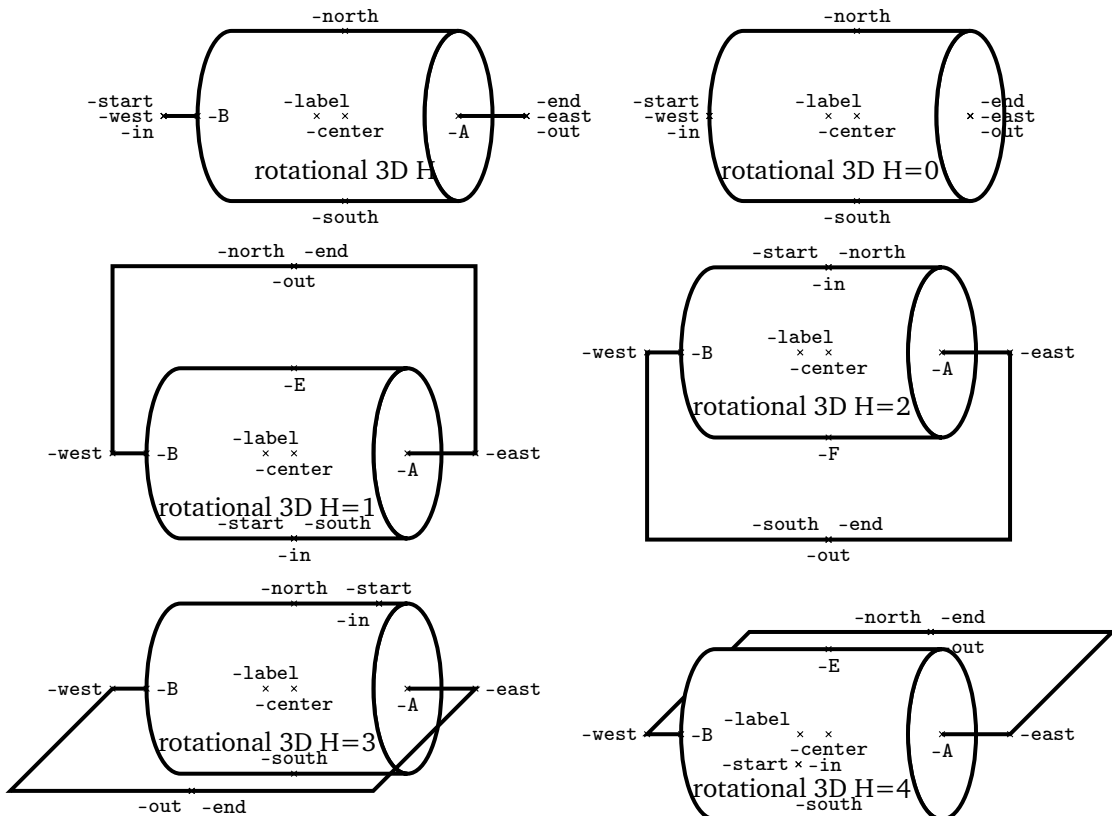 -north
-start
-west
-in
-B
-label
-center
-A
-end
-east
-out
rotational 3D H
-south
-north
-start
-west
-in
-label
-center
-end
-east
-out
rotational 3D H=0
-south
-north -end
-out
-E
-west
-B
-label
-center
-A
-east
rotational 3D H=1
-start -south
-in
-start -north
-in
-west
-B
-label
-center
-A
-east
rotational 3D H=2
-F
-south -end
-out
-north -start
-in
-west
-B
-label
-center
-A
-east
rotational 3D H=3
-south
-out -end
-north -end
-out
-E
-west
-B
-label
-center
-A
-east
-start -in
rotational 3D H=4
-south